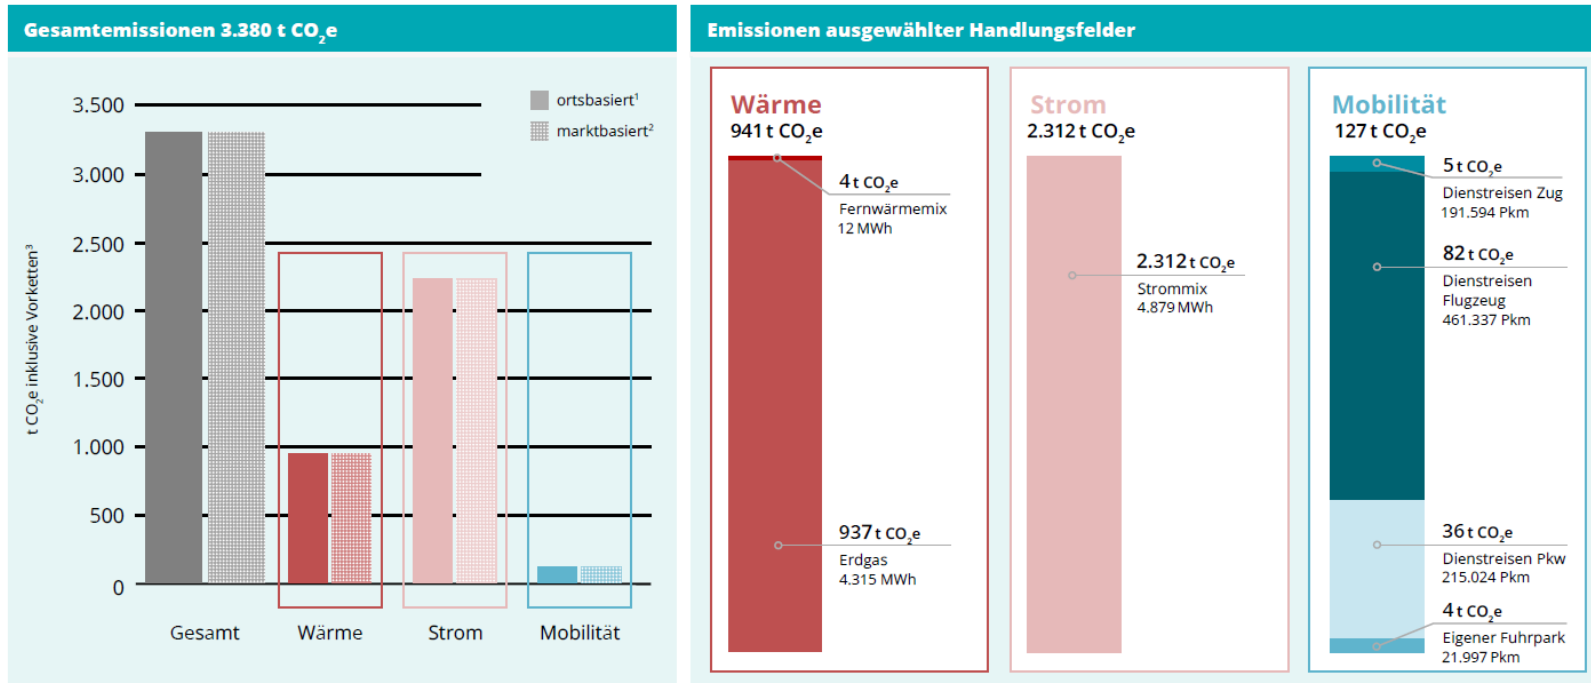 Gesamtemissionen 3.380 t CO₂e
t CO₂e inklusive Vorketten³
3.500
3.000
2.500
2.000
1.500
1.000
500
0
ortsbasiert¹
marktbasiert²
Gesamt
Wärme
Strom
Mobilität
Emissionen ausgewählter Handlungsfelder
Wärme
941 t CO₂e
4 t CO₂e
Fernwärmemix
12 MWh
937 t CO₂e
Erdgas
4.315 MWh
Strom
2.312 t CO₂e
2.312 t CO₂e
Strommix
4.879 MWh
Mobilität
127 t CO₂e
5 t CO₂e
Dienstreisen Zug
191.594 Pkm
82 t CO₂e
Dienstreisen
Flugzeug
461.337 Pkm
36 t CO₂e
Dienstreisen Pkw
215.024 Pkm
4 t CO₂e
Eigener Fuhrpark
21.997 Pkm